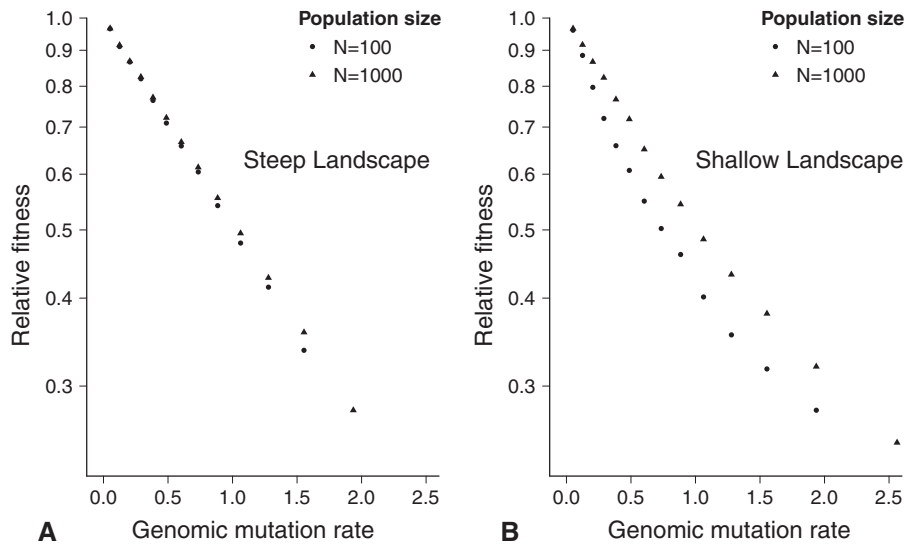 Population size
N=100
N=1000
Steep Landscape
Relative fitness
1.0
0.9
0.8
0.7
0.6
0.5
0.4
0.3
0.0 0.5 1.0 1.5 2.0 2.5
Genomic mutation rate
A
Population size
N=100
N=1000
Shallow Landscape
Relative fitness
1.0
0.9
0.8
0.7
0.6
0.5
0.4
0.3
0.0 0.5 1.0 1.5 2.0 2.5
Genomic mutation rate
B